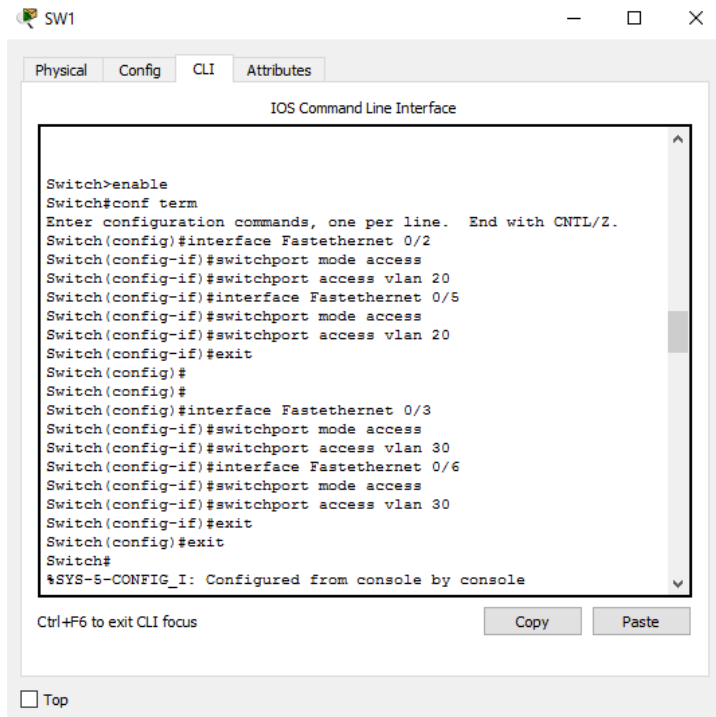 SW1
Physical Config CLI Attributes
IOS Command Line Interface
Switch>enable
Switch#conf term
Enter configuration commands, one per line.  End with CNTL/Z.
Switch(config)#interface Fastethernet 0/2
Switch(config-if)#switchport mode access
Switch(config-if)#switchport access vlan 20
Switch(config-if)#interface Fastethernet 0/5
Switch(config-if)#switchport mode access
Switch(config-if)#switchport access vlan 20
Switch(config-if)#exit
Switch(config)#
Switch(config)#
Switch(config)#interface Fastethernet 0/3
Switch(config-if)#switchport mode access
Switch(config-if)#switchport access vlan 30
Switch(config-if)#interface Fastethernet 0/6
Switch(config-if)#switchport mode access
Switch(config-if)#switchport access vlan 30
Switch(config-if)#exit
Switch(config)#exit
Switch#
%SYS-5-CONFIG_I: Configured from console by console
Ctrl+F6 to exit CLI focus
Copy Paste
Top